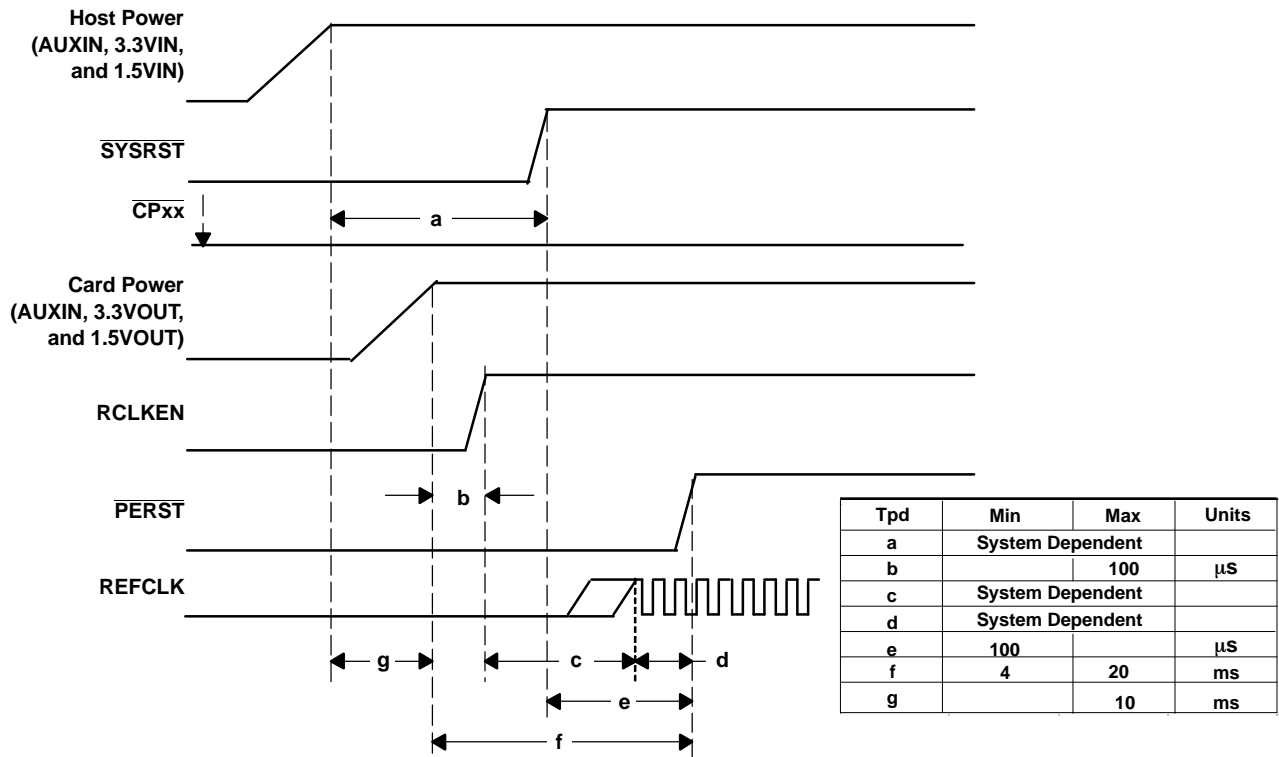 Host Power
(AUXIN, 3.3VIN,
and 1.5VIN)
SYSRST
CPxx
a
Card Power
(AUXIN, 3.3VOUT,
and 1.5VOUT)
RCLKEN
b
PERST
REFCLK
g
c
d
e
f
Tpd Min Max Units
a System Dependent
b 100 μs
c System Dependent
d System Dependent
e 100 μs
f 4 20 ms
g 10 ms